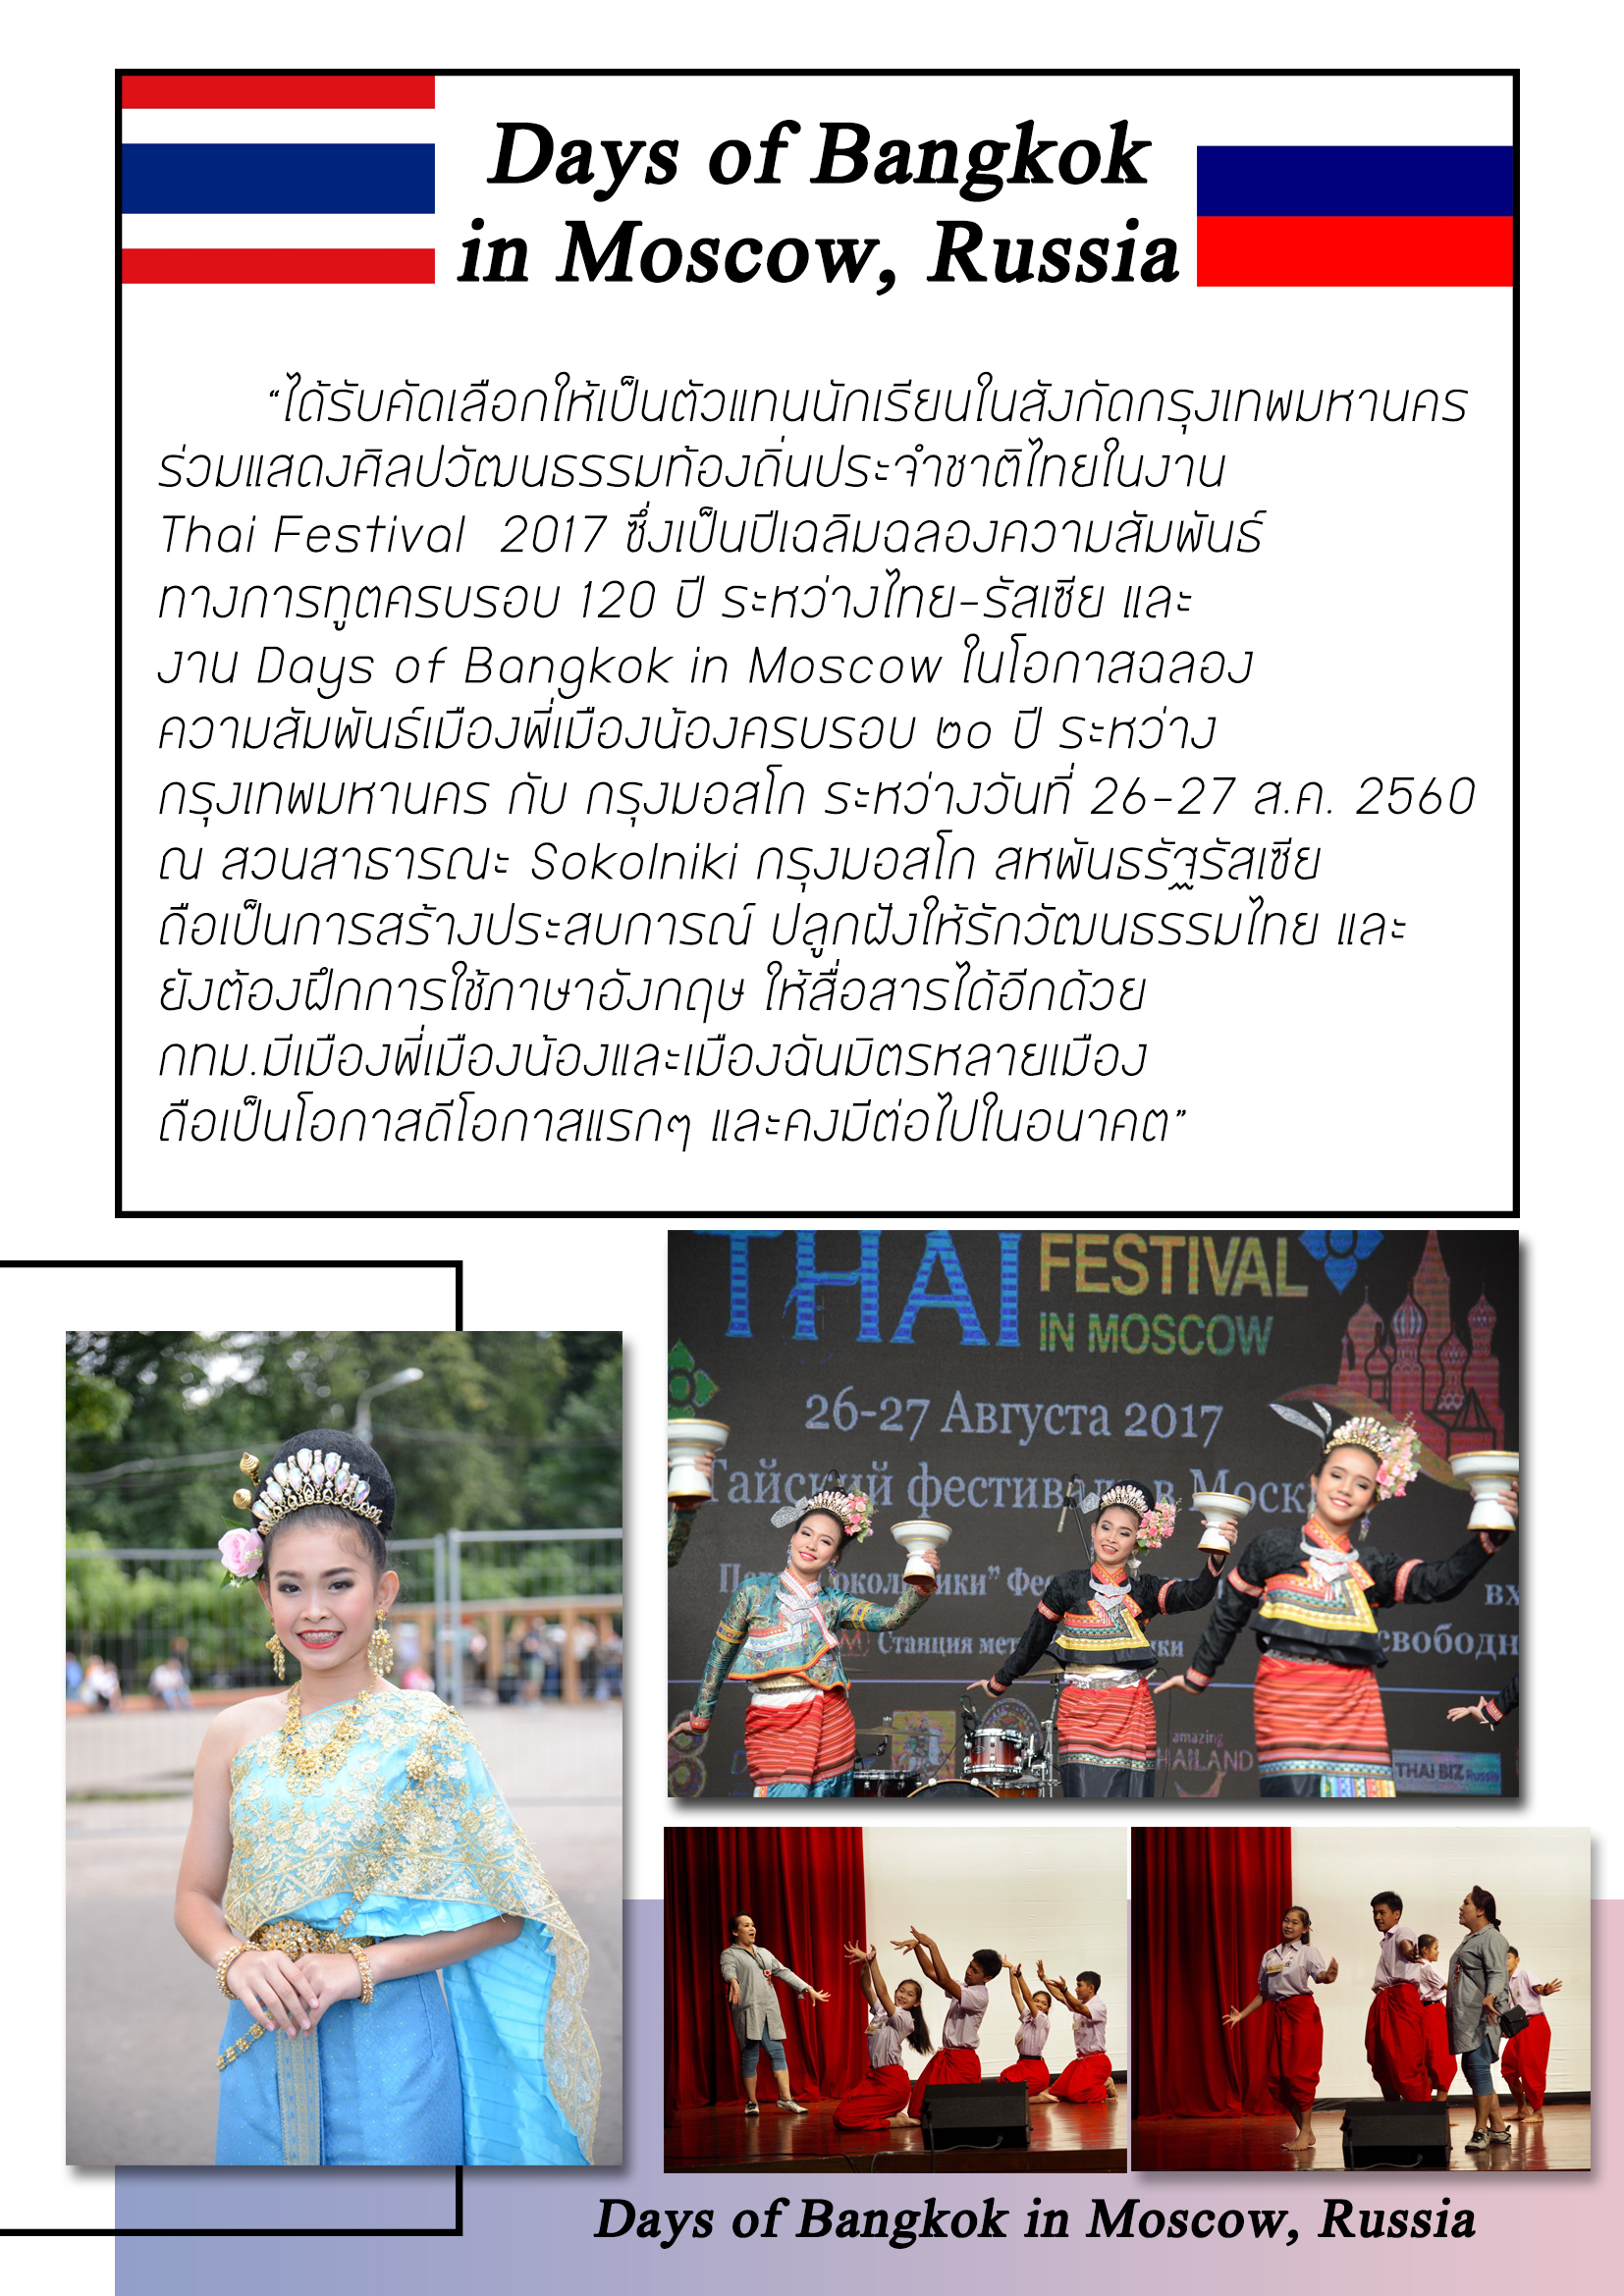 Days of Bangkok
in Moscow, Russia
“ได้รับคัดเลือกให้เป็นตัวแทนนักเรียนในสังกัดกรุงเทพมหานคร
ร่วมแสดงศิลปวัฒนธรรมท้องถิ่นประจำชาติไทยในงาน
Thai Festival 2017 ซึ่งเป็นปีเฉลิมฉลองความสัมพันธ์
ทางการทูตครบรอบ 120 ปี ระหว่างไทย-รัสเซีย และ
งาน Days of Bangkok in Moscow ในโอกาสฉลอง
ความสัมพันธ์เมืองพี่เมืองน้องครบรอบ ๒๐ ปี ระหว่าง
กรุงเทพมหานคร กับ กรุงมอสโก ระหว่างวันที่ 26-27 ส.ค. 2560
ณ สวนสาธารณะ Sokolniki กรุงมอสโก สหพันธรัฐรัสเซีย
ถือเป็นการสร้างประสบการณ์ ปลูกฝังให้รักวัฒนธรรมไทย และ
ยังต้องฝึกการใช้ภาษาอังกฤษ ให้สื่อสารได้อีกด้วย
กทม.มีเมืองพี่เมืองน้องและเมืองฉันมิตรหลายเมือง
ถือเป็นโอกาสดีโอกาสแรกๆ และคงมีต่อไปในอนาคต”
THAI FESTIVAL
IN MOSCOW
26-27 Августа 2017
Тайский фестиваль в Моск
Станция
свободн
amazing
THAILAND
THAI BIZ Russia
Days of Bangkok in Moscow, Russia